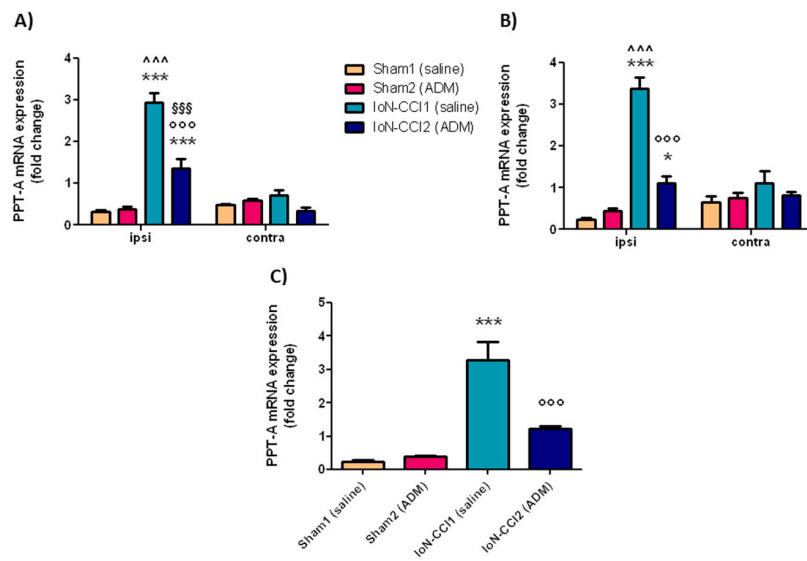 A)
PPT-A mRNA expression
(fold change)
4
3
2
1
0
^^^
***
§§§
°°°
***
ipsi
contra
Sham1 (saline)
Sham2 (ADM)
IoN-CCI1 (saline)
IoN-CCI2 (ADM)
B)
PPT-A mRNA expression
(fold change)
4
3
2
1
0
^^^
***
°°°
*
ipsi
contra
C)
PPT-A mRNA expression
(fold change)
5
4
3
2
1
0
***
°°°
Sham1 (saline)
Sham2 (ADM)
IoN-CCI1 (saline)
IoN-CCI2 (ADM)